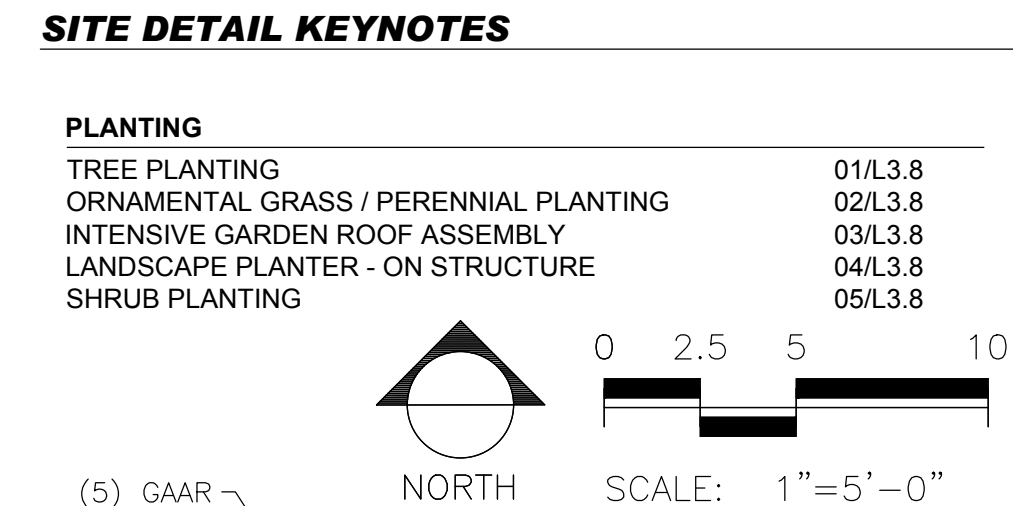 SITE DETAIL KEYNOTES
PLANTING
TREE PLANTING 01/L3.8
ORNAMENTAL GRASS / PERENNIAL PLANTING 02/L3.8
INTENSIVE GARDEN ROOF ASSEMBLY 03/L3.8
LANDSCAPE PLANTER - ON STRUCTURE 04/L3.8
SHRUB PLANTING 05/L3.8
0 2.5 5 10
(5) GAAR NORTH SCALE: 1"=5'-0"